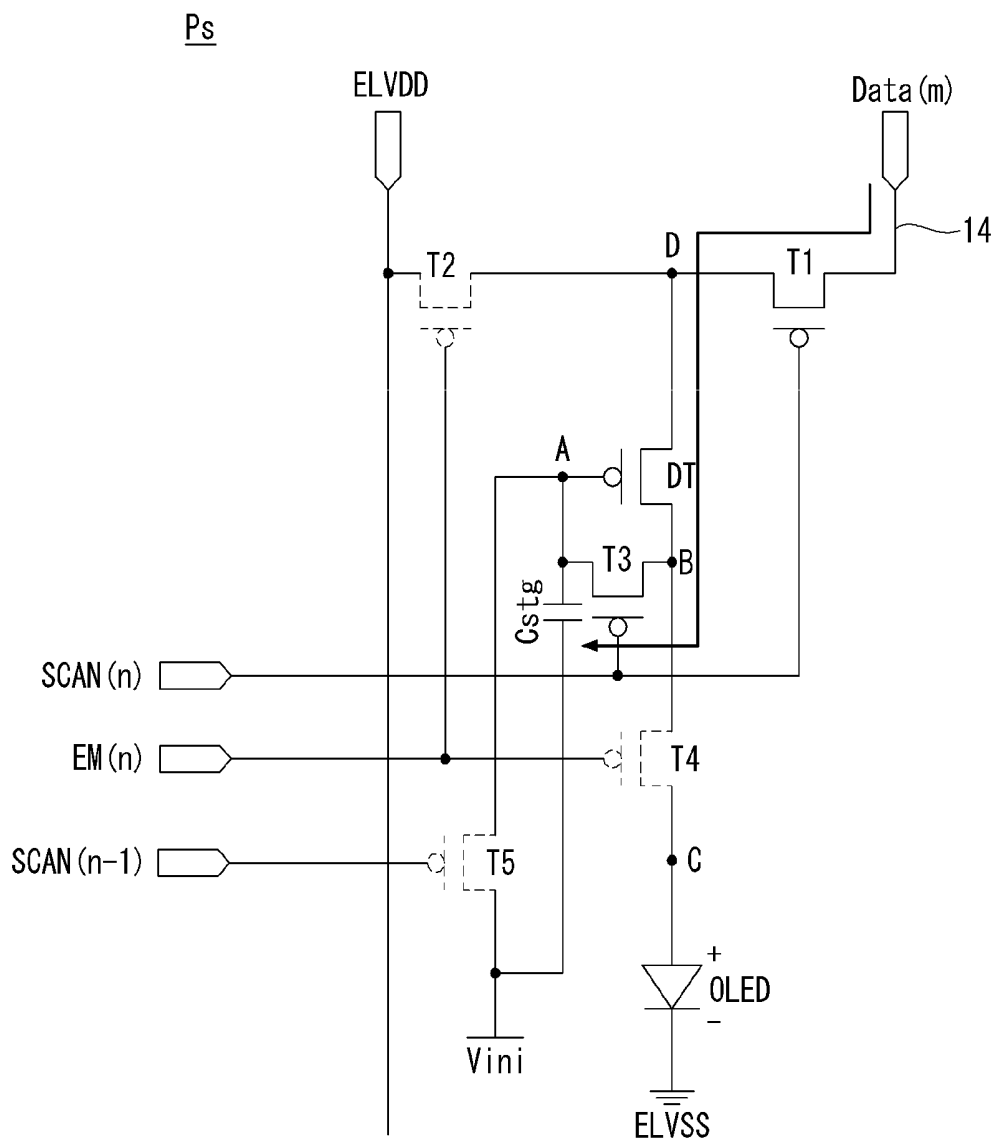 Ps
ELVDD
Data(m)
14
D
T2
T1
A
DT
T3
B
Cstg
SCAN(n)
EM(n)
T4
SCAN(n-1)
T5
C
+
OLED
-
Vini
ELVSS